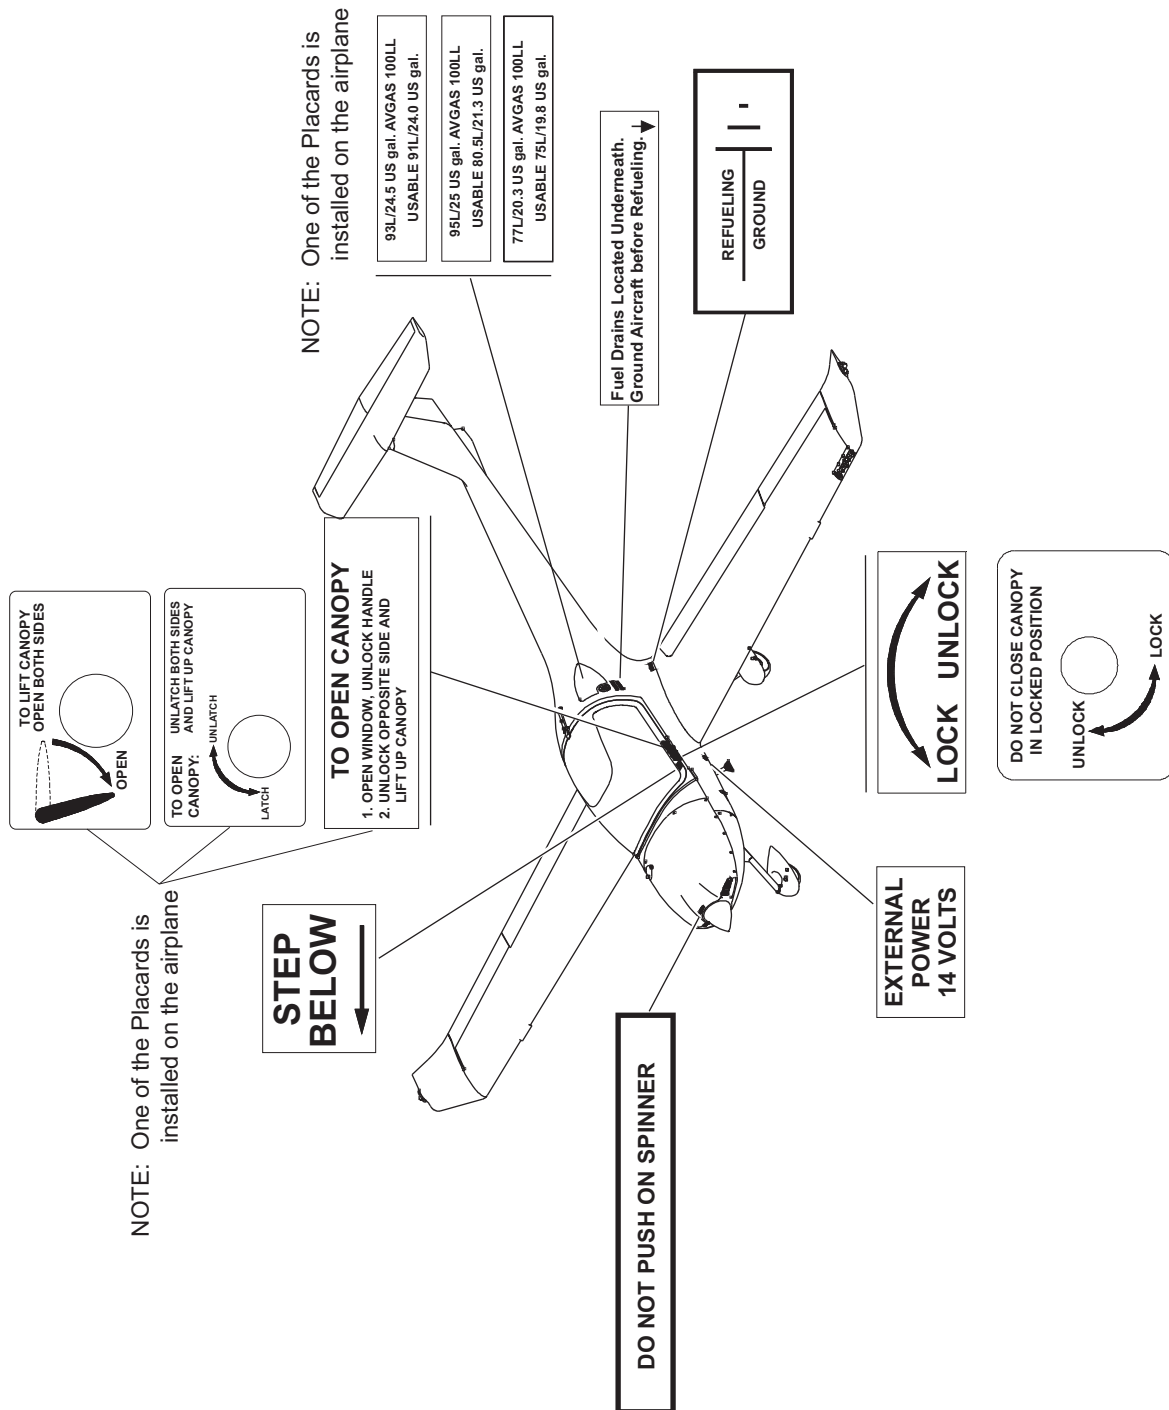 NOTE: One of the Placards is
installed on the airplane
TO LIFT CANOPY
OPEN BOTH SIDES
OPEN
TO OPEN
CANOPY:
UNLATCH BOTH SIDES
AND LIFT UP CANOPY
UNLATCH
LATCH
TO OPEN CANOPY
1. OPEN WINDOW, UNLOCK HANDLE
2. UNLOCK OPPOSITE SIDE AND
LIFT UP CANOPY
NOTE: One of the Placards is
installed on the airplane
93L/24.5 US gal. AVGAS 100LL
USABLE 91L/24.0 US gal.
95L/25 US gal. AVGAS 100LL
USABLE 80.5L/21.3 US gal.
77L/20.3 US gal. AVGAS 100LL
USABLE 75L/19.8 US gal.
STEP
BELOW
Fuel Drains Located Underneath.
Ground Aircraft before Refueling.
REFUELING
GROUND
DO NOT PUSH ON SPINNER
EXTERNAL
POWER
14 VOLTS
LOCK UNLOCK
DO NOT CLOSE CANOPY
IN LOCKED POSITION
UNLOCK
LOCK